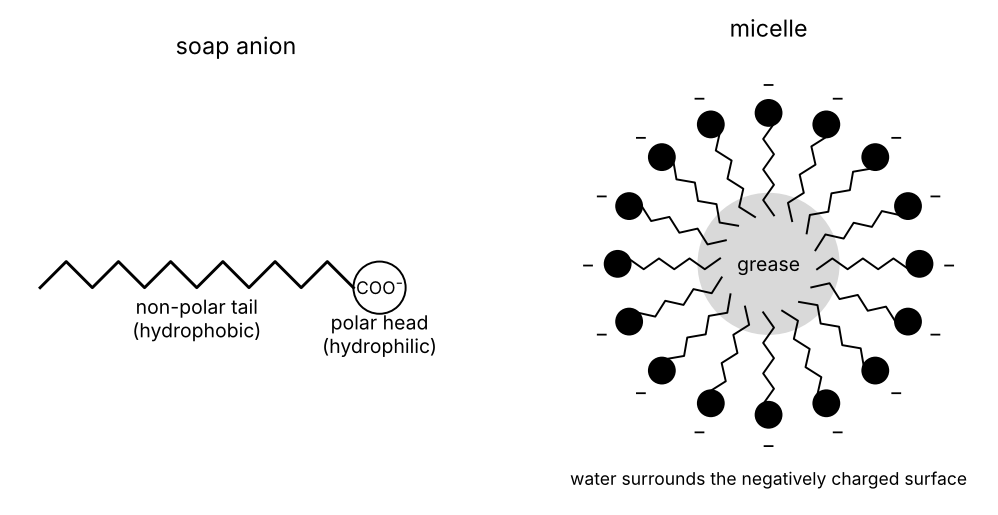 soap anion
COO⁻
non-polar tail
(hydrophobic)
polar head
(hydrophilic)
micelle
−
−
−
−
−
−
−
grease
−
−
−
−
−
−
−
−
−
water surrounds the negatively charged surface